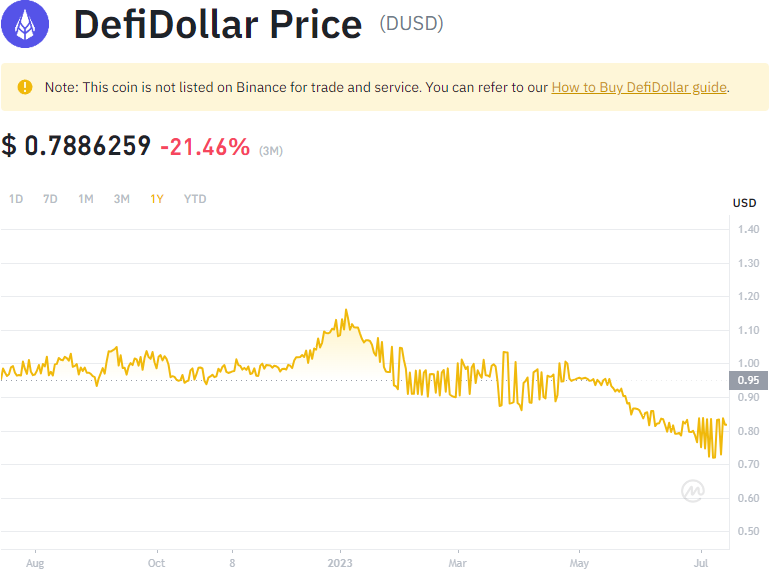 DefiDollar Price (DUSD)
Note: This coin is not listed on Binance for trade and service. You can refer to our How to Buy DefiDollar guide.
$ 0.7886259 -21.46% (3M)
1D 7D 1M 3M 1Y YTD
USD
1.40
1.30
1.20
1.10
1.00
0.95
0.90
0.80
0.70
0.60
0.50
Aug Oct 8 2023 Mar May Jul